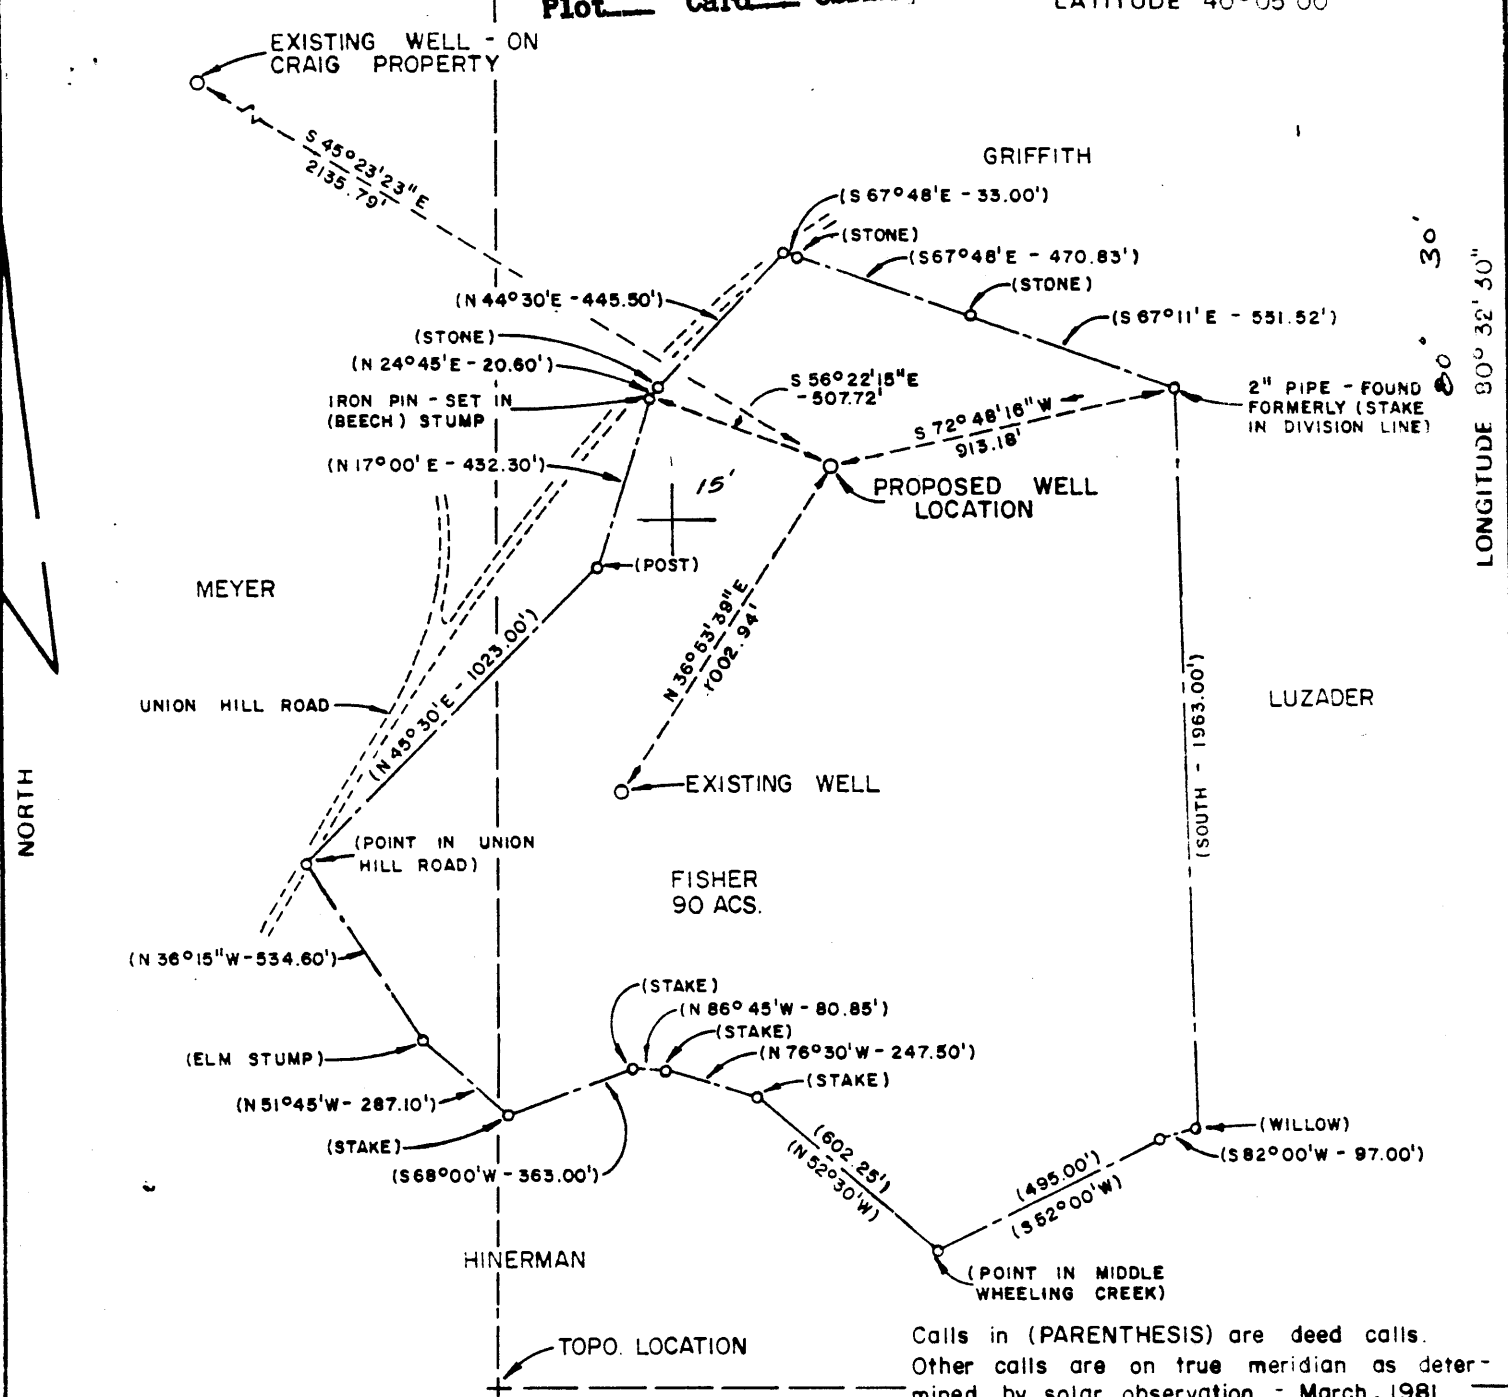 Plot___ Card___
LATITUDE 40°05'00"
EXISTING WELL - ON
CRAIG PROPERTY
S 45°23'23"E
2135.79'
GRIFFITH
(S 67°48'E - 33.00')
(STONE)
(S67°48'E - 470.83')
(STONE)
(S 67°11'E - 551.52')
(N 44°30'E - 445.50')
(STONE)
(N 24°45'E - 20.60')
IRON PIN - SET IN
(BEECH) STUMP
S 56°22'15"E
- 507.72'
S 72°48'16"W
913.18'
2" PIPE - FOUND
FORMERLY (STAKE
IN DIVISION LINE)
80° 30'
LONGITUDE 80° 32' 30"
(N 17°00' E - 432.30')
15'
PROPOSED WELL
LOCATION
(POST)
MEYER
N 36°53'39"E
1002.94'
(N 45°30'E - 1023.00')
UNION HILL ROAD
(SOUTH - 1963.00')
LUZADER
NORTH
EXISTING WELL
(POINT IN UNION
HILL ROAD)
FISHER
90 ACS.
(N 36°15"W-534.60')
(STAKE)
(N 86°45'W - 80.85')
(STAKE)
(N 76°30'W - 247.50')
(STAKE)
(ELM STUMP)
(N 51°45'W - 287.10')
(STAKE)
(S68°00'W - 363.00')
(602.25')
(N 52°30'W)
(495.00')
(S 52°00'W)
(WILLOW)
(S 82°00'W - 97.00')
HINERMAN
(POINT IN MIDDLE
WHEELING CREEK)
TOPO. LOCATION
Calls in (PARENTHESIS) are deed calls.
Other calls are on true meridian as deter-
mined by solar observation - March, 1981